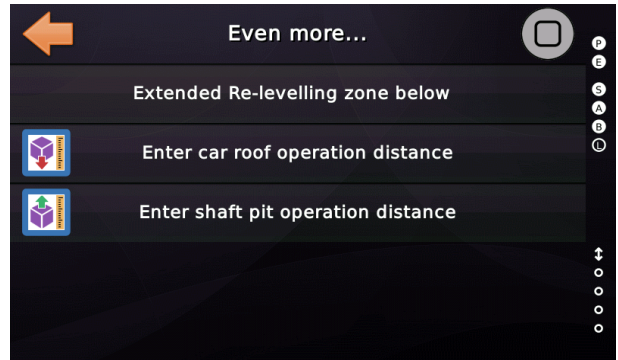 Even more...
Extended Re-levelling zone below
Enter car roof operation distance
Enter shaft pit operation distance
P
E
S
A
B
L